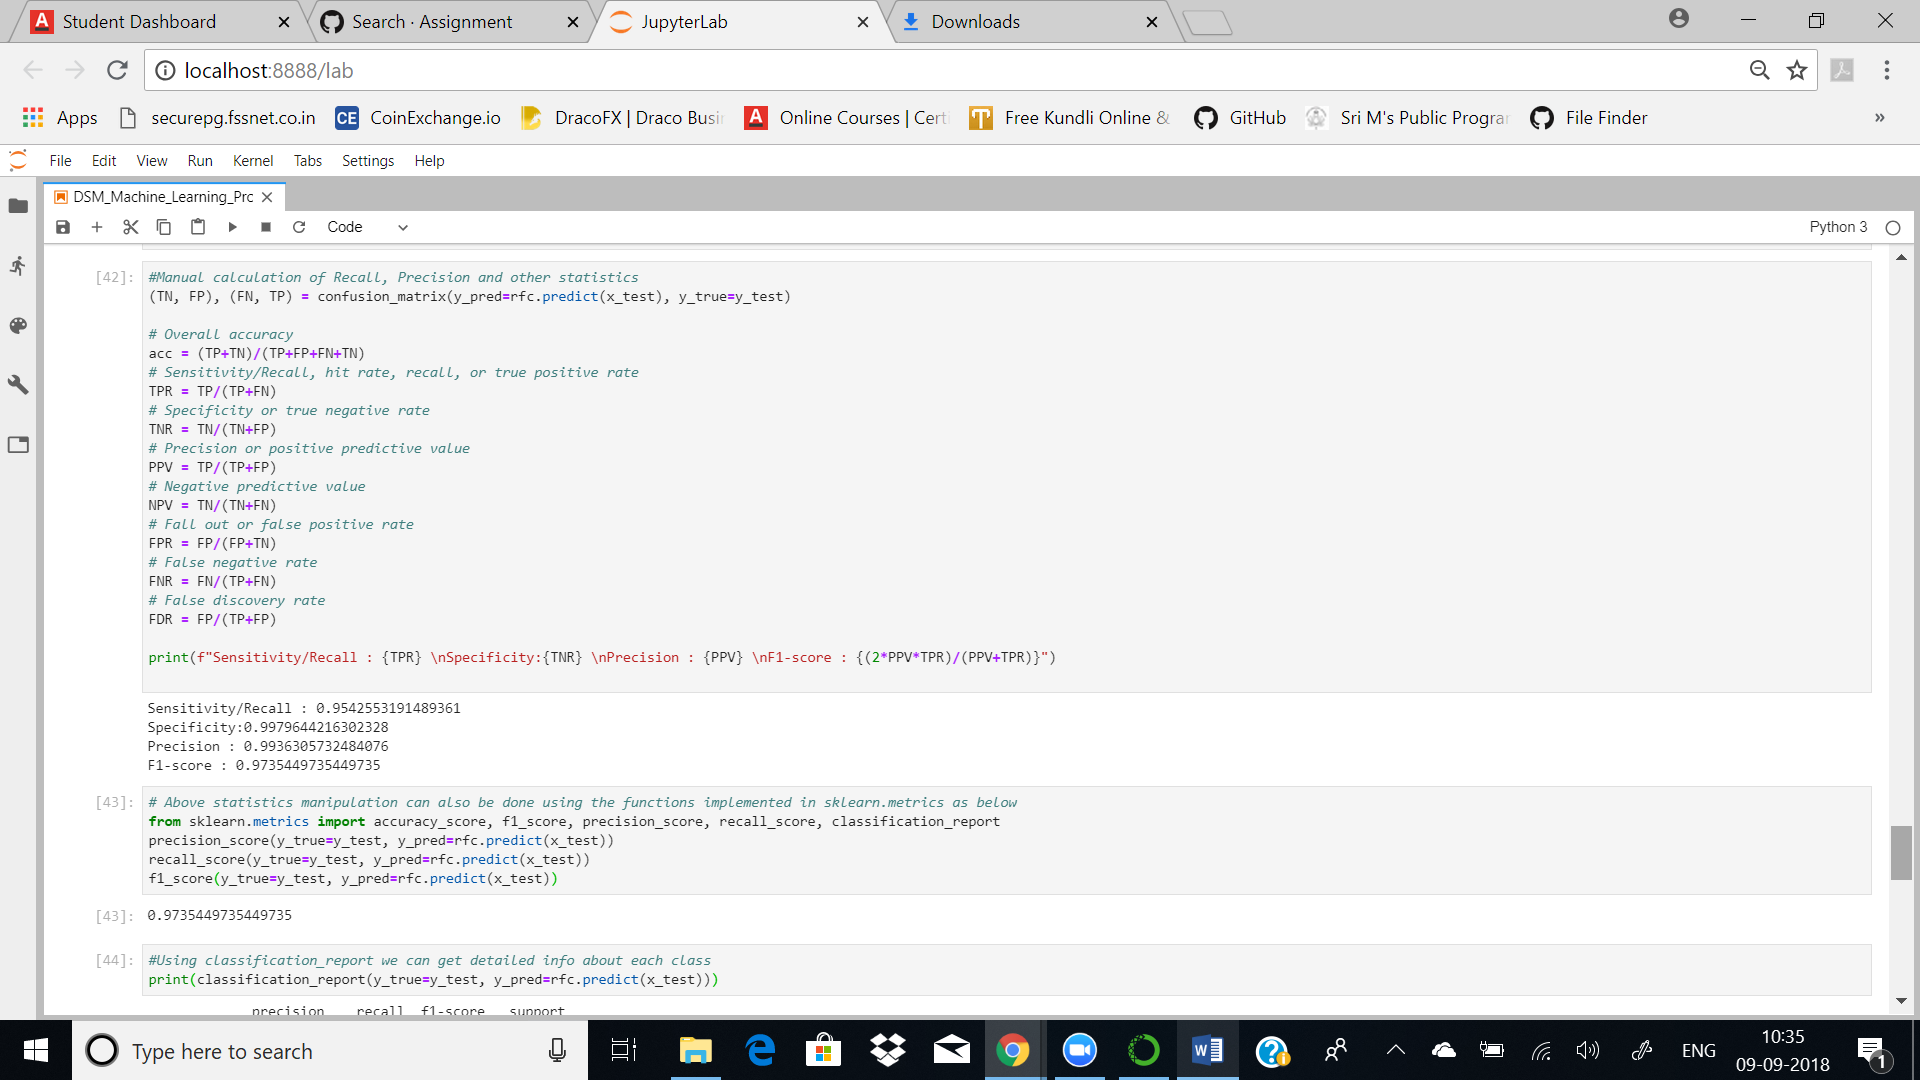 Student Dashboard
Search · Assignment
JupyterLab
Downloads
localhost:8888/lab
Apps
securepg.fssnet.co.in
CE
CoinExchange.io
DracoFX | Draco Busi
A
Online Courses | Certi
T
Free Kundli Online &
GitHub
Sri M's Public Progra
File Finder
»
File Edit View Run Kernel Tabs Settings Help
DSM_Machine_Learning_Prc
Code
Python 3
[42]:
#Manual calculation of Recall, Precision and other statistics
(TN, FP), (FN, TP) = confusion_matrix(y_pred=rfc.predict(x_test), y_true=y_test)
# Overall accuracy
acc = (TP+TN)/(TP+FP+FN+TN)
# Sensitivity/Recall, hit rate, recall, or true positive rate
TPR = TP/(TP+FN)
# Specificity or true negative rate
TNR = TN/(TN+FP)
# Precision or positive predictive value
PPV = TP/(TP+FP)
# Negative predictive value
NPV = TN/(TN+FN)
# Fall out or false positive rate
FPR = FP/(FP+TN)
# False negative rate
FNR = FN/(TP+FN)
# False discovery rate
FDR = FP/(TP+FP)
print(f"Sensitivity/Recall : {TPR} \nSpecificity:{TNR} \nPrecision : {PPV} \nF1-score : {(2*PPV*TPR)/(PPV+TPR)}")
Sensitivity/Recall : 0.9542553191489361
Specificity:0.9979644216302328
Precision : 0.9936305732484076
F1-score : 0.9735449735449735
[43]:
# Above statistics manipulation can also be done using the functions implemented in sklearn.metrics as below
from sklearn.metrics import accuracy_score, f1_score, precision_score, recall_score, classification_report
precision_score(y_true=y_test, y_pred=rfc.predict(x_test))
recall_score(y_true=y_test, y_pred=rfc.predict(x_test))
f1_score(y_true=y_test, y_pred=rfc.predict(x_test))
[43]: 0.9735449735449735
[44]:
#Using classification_report we can get detailed info about each class
print(classification_report(y_true=y_test, y_pred=rfc.predict(x_test)))
precision recall f1-score support
Type here to search
ENG
10:35
09-09-2018
1